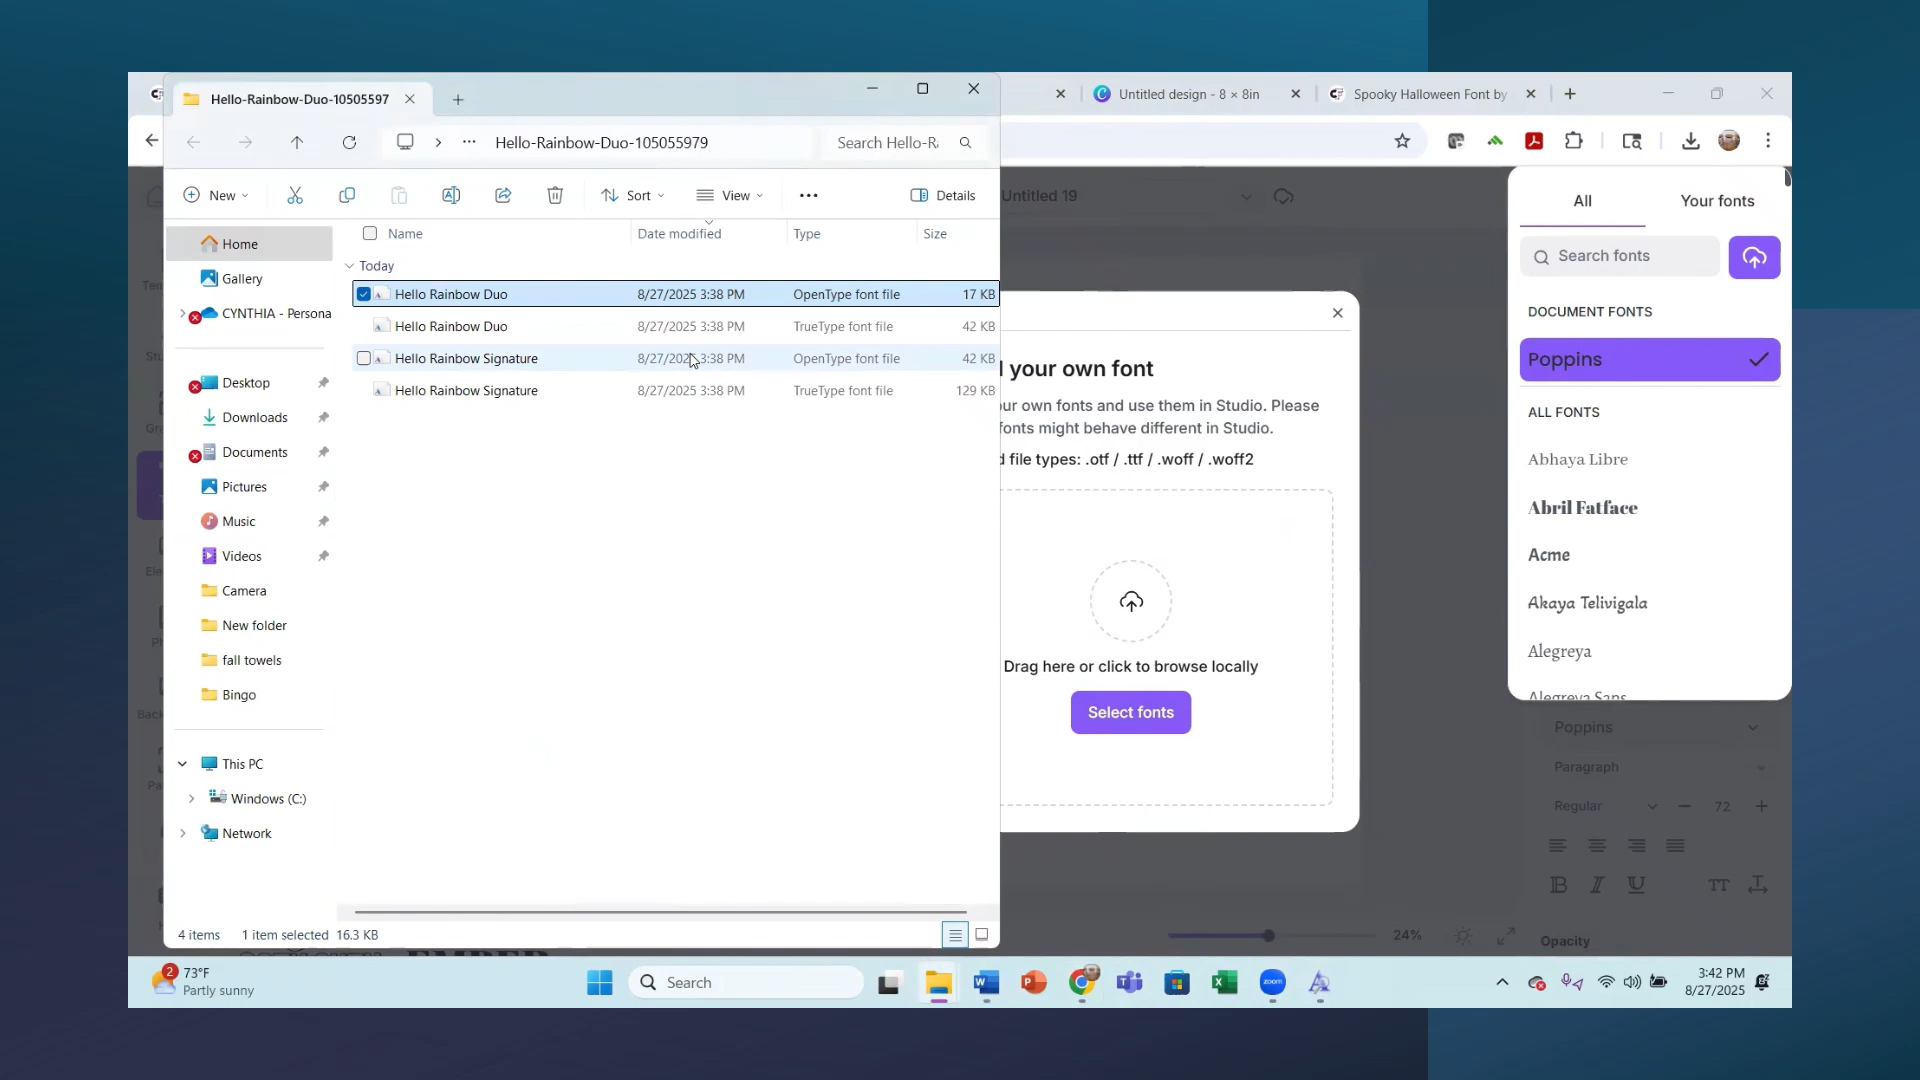 Hello-Rainbow-Duo-10505597
Untitled design - 8 × 8in
Spooky Halloween Font by
Hello-Rainbow-Duo-105055979
Search Hello-Ra
New
Sort
View
Details
Untitled 19
All
Your fonts
Name
Date modified
Type
Size
Search fonts
Home
Today
Gallery
Hello Rainbow Duo 8/27/2025 3:38 PM OpenType font file 17 KB
DOCUMENT FONTS
CYNTHIA - Persona
Hello Rainbow Duo 8/27/2025 3:38 PM TrueType font file 42 KB
Hello Rainbow Signature 8/27/2025 3:38 PM OpenType font file 42 KB
Poppins
Hello Rainbow Signature 8/27/2025 3:38 PM TrueType font file 129 KB
your own font
our own fonts and use them in Studio. Please
fonts might behave different in Studio.
d file types: .otf / .ttf / .woff / .woff2
Drag here or click to browse locally
Select fonts
ALL FONTS
Abhaya Libre
Abril Fatface
Acme
Akaya Telivigala
Alegreya
Alegreya Sans
Desktop
Downloads
Documents
Pictures
Music
Videos
Camera
New folder
fall towels
Bingo
This PC
Windows (C:)
Network
Poppins
Paragraph
Regular
72
24%
Opacity
4 items
1 item selected 16.3 KB
EMBER
2
73°F
Partly sunny
Search
zoom
3:42 PM
8/27/2025